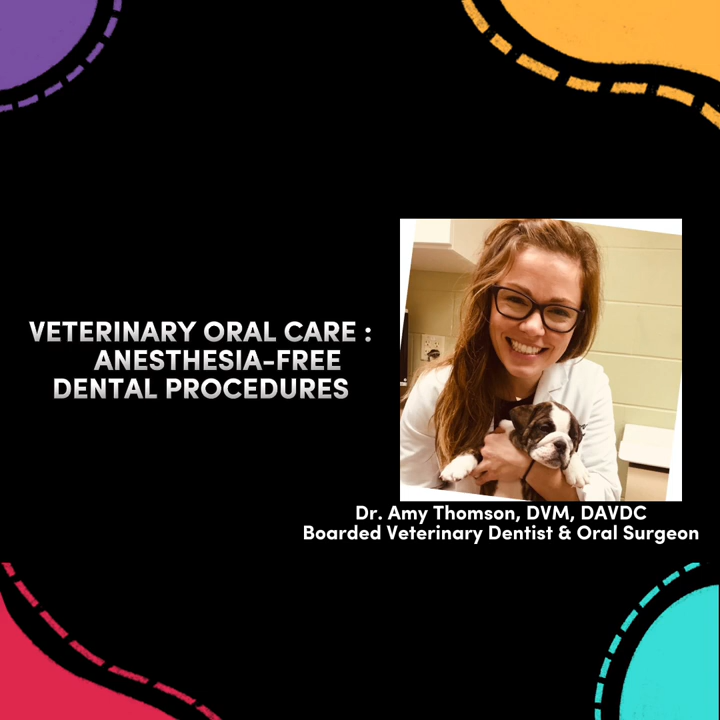 VETERINARY ORAL CARE :
ANESTHESIA-FREE
DENTAL PROCEDURES
Dr. Amy Thomson, DVM, DAVDC
Boarded Veterinary Dentist & Oral Surgeon